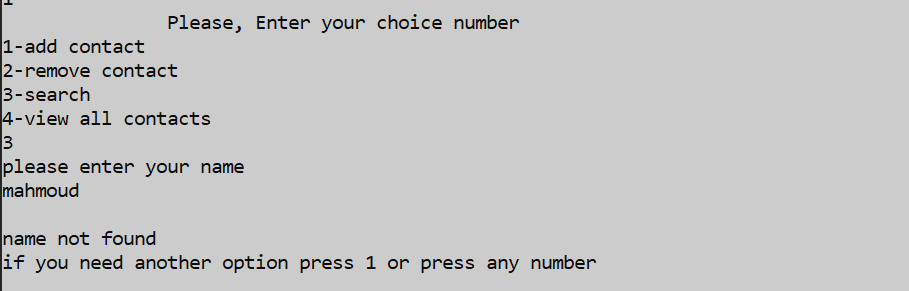 Please, Enter your choice number
1-add contact
2-remove contact
3-search
4-view all contacts
3
please enter your name
mahmoud
name not found
if you need another option press 1 or press any number